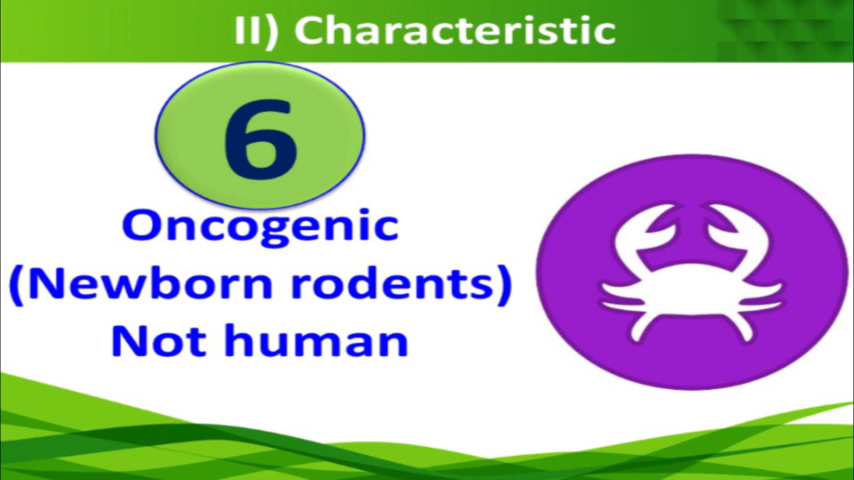 II) Characteristic
6
Oncogenic
(Newborn rodents)
Not human